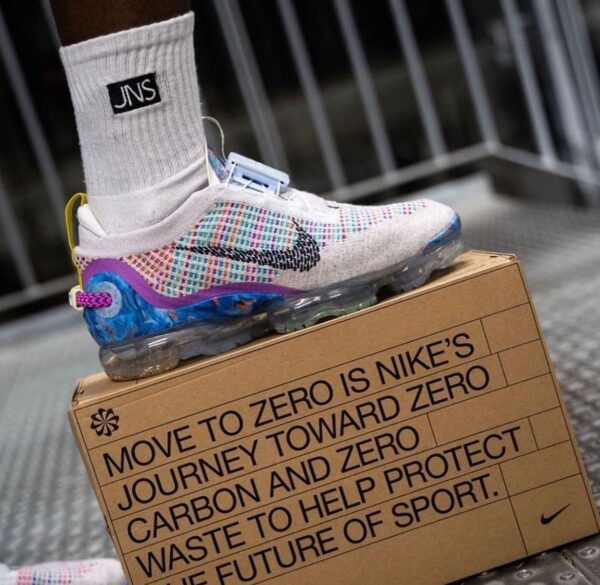 JNS
MOVE TO ZERO IS NIKE'S
JOURNEY TOWARD ZERO
CARBON AND ZERO
WASTE TO HELP PROTECT
THE FUTURE OF SPORT.